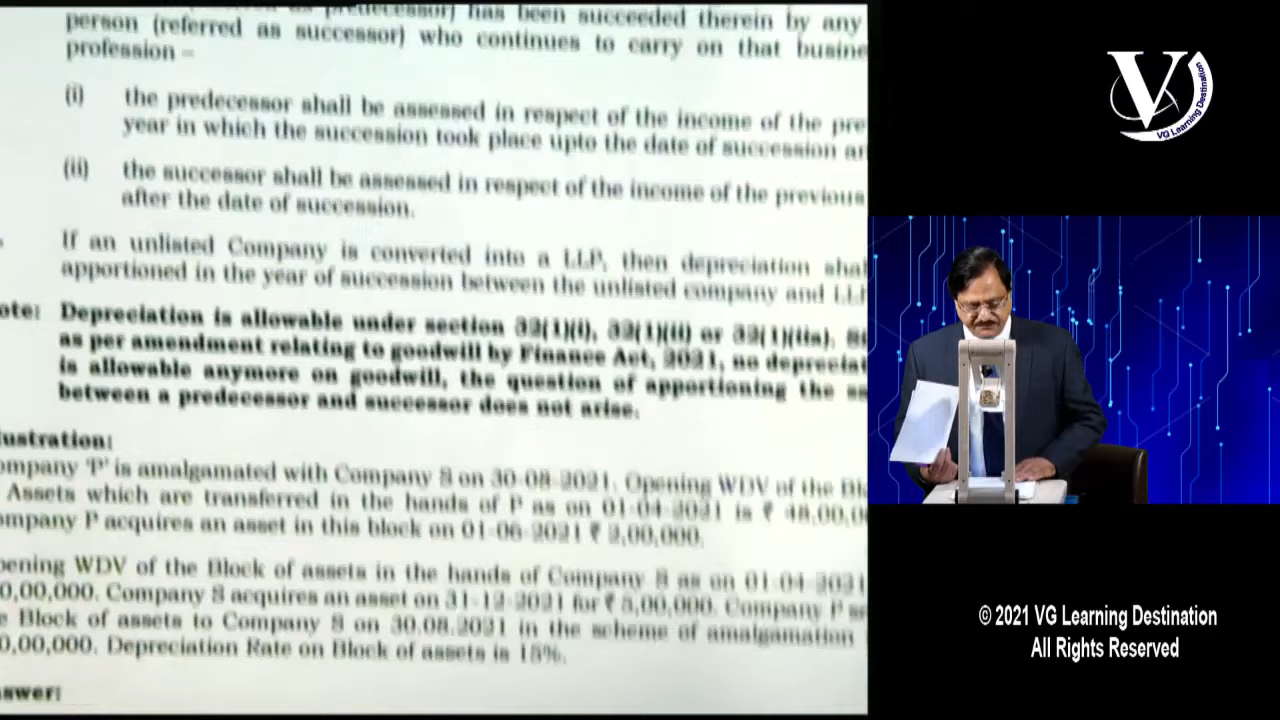 has been succeeded therein by any
person (referred as successor) who continues to carry on that busine
profession –
(i) the predecessor shall be assessed in respect of the income of the pre
year in which the succession took place upto the date of succession an
(ii) the successor shall be assessed in respect of the income of the previous
after the date of succession.
If an unlisted Company is converted into a LLP, then depreciation shal
apportioned in the year of succession between the unlisted company and LLP
ote: Depreciation is allowable under section 32(1)(i), 32(1)(ii) or 32(1)(iia).
as per amendment relating to goodwill by Finance Act, 2021, no depreciat
is allowable anymore on goodwill, the question of apportioning the sa
between a predecessor and successor does not arise.
lustration:
ompany 'P' is amalgamated with Company S on 30-08-2021. Opening WDV of the Bl
Assets which are transferred in the hands of P as on 01-04-2021 is ₹ 48,00,0
ompany P acquires an asset in this block on 01-06-2021 ₹ 2,00,000.
pening WDV of the Block of assets in the hands of Company S as on 01-04-2021
0,00,000. Company S acquires an asset on 31-12-2021 for ₹ 5,00,000. Company P
e Block of assets to Company S on 30.08.2021 in the scheme of amalgamation
0,00,000. Depreciation Rate on Block of assets is 15%.
nswer:
V
VG Learning Destination
© 2021 VG Learning Destination
All Rights Reserved